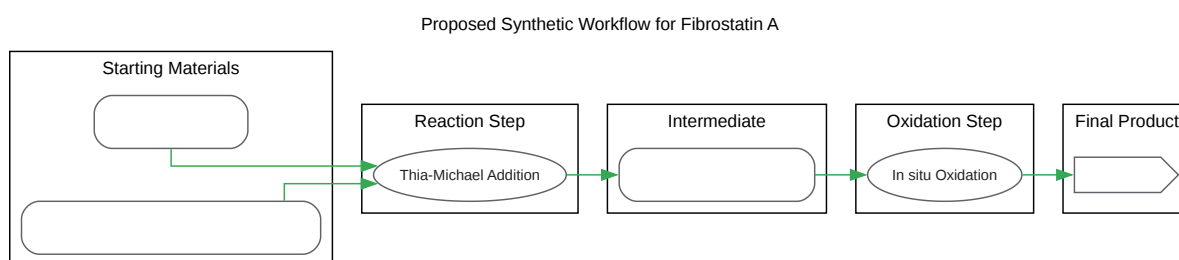 Proposed Synthetic Workflow for Fibrostatin A
Starting Materials
Reaction Step
Thia-Michael Addition
Intermediate
Oxidation Step
In situ Oxidation
Final Product